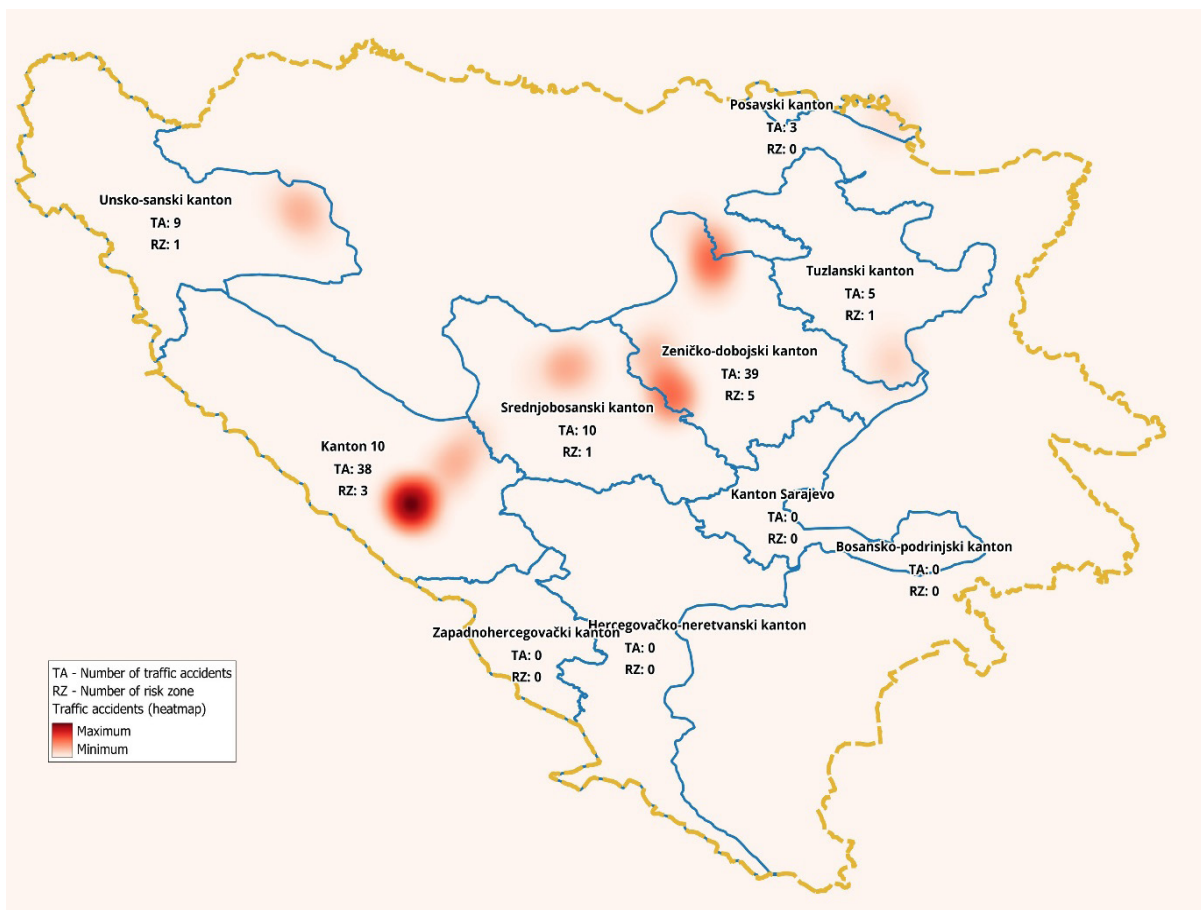 Posavski kanton
TA: 3
RZ: 0
Unsko-sanski kanton
TA: 9
RZ: 1
Tuzlanski kanton
TA: 5
RZ: 1
Zeničko-dobojski kanton
TA: 39
RZ: 5
Srednjobosanski kanton
TA: 10
RZ: 1
Kanton 10
TA: 38
RZ: 3
Kanton Sarajevo
TA: 0
RZ: 0
Bosansko-podrinjski kanton
TA: 0
RZ: 0
Zapadnohercegovački kanton
TA: 0
RZ: 0
Hercegovačko-neretvanski kanton
TA: 0
RZ: 0
TA - Number of traffic accidents
RZ - Number of risk zone
Traffic accidents (heatmap)
Maximum
Minimum